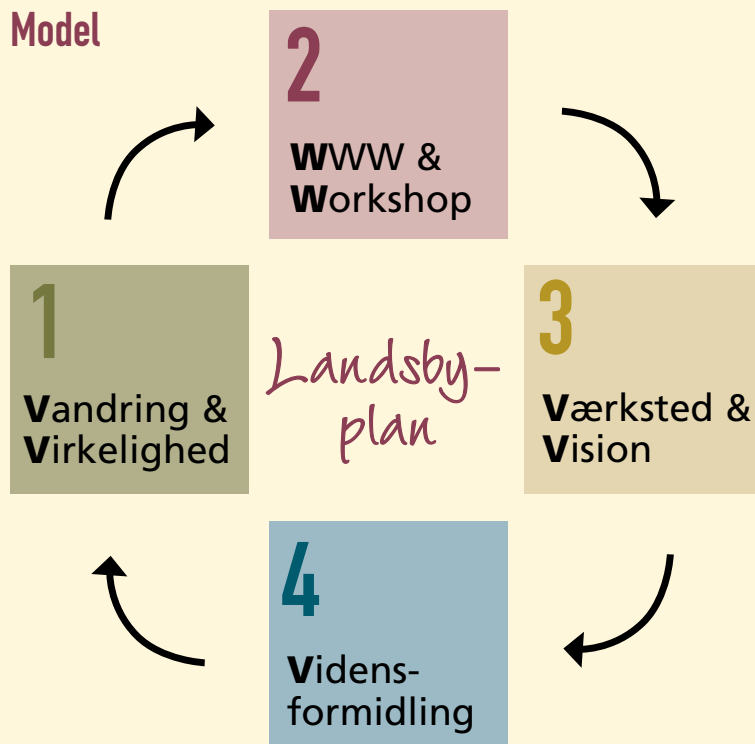 Model
2
WWW &
Workshop
1
Vandring &
Virkelighed
Landsby-
plan
3
Værksted &
Vision
4
Videns-
formidling